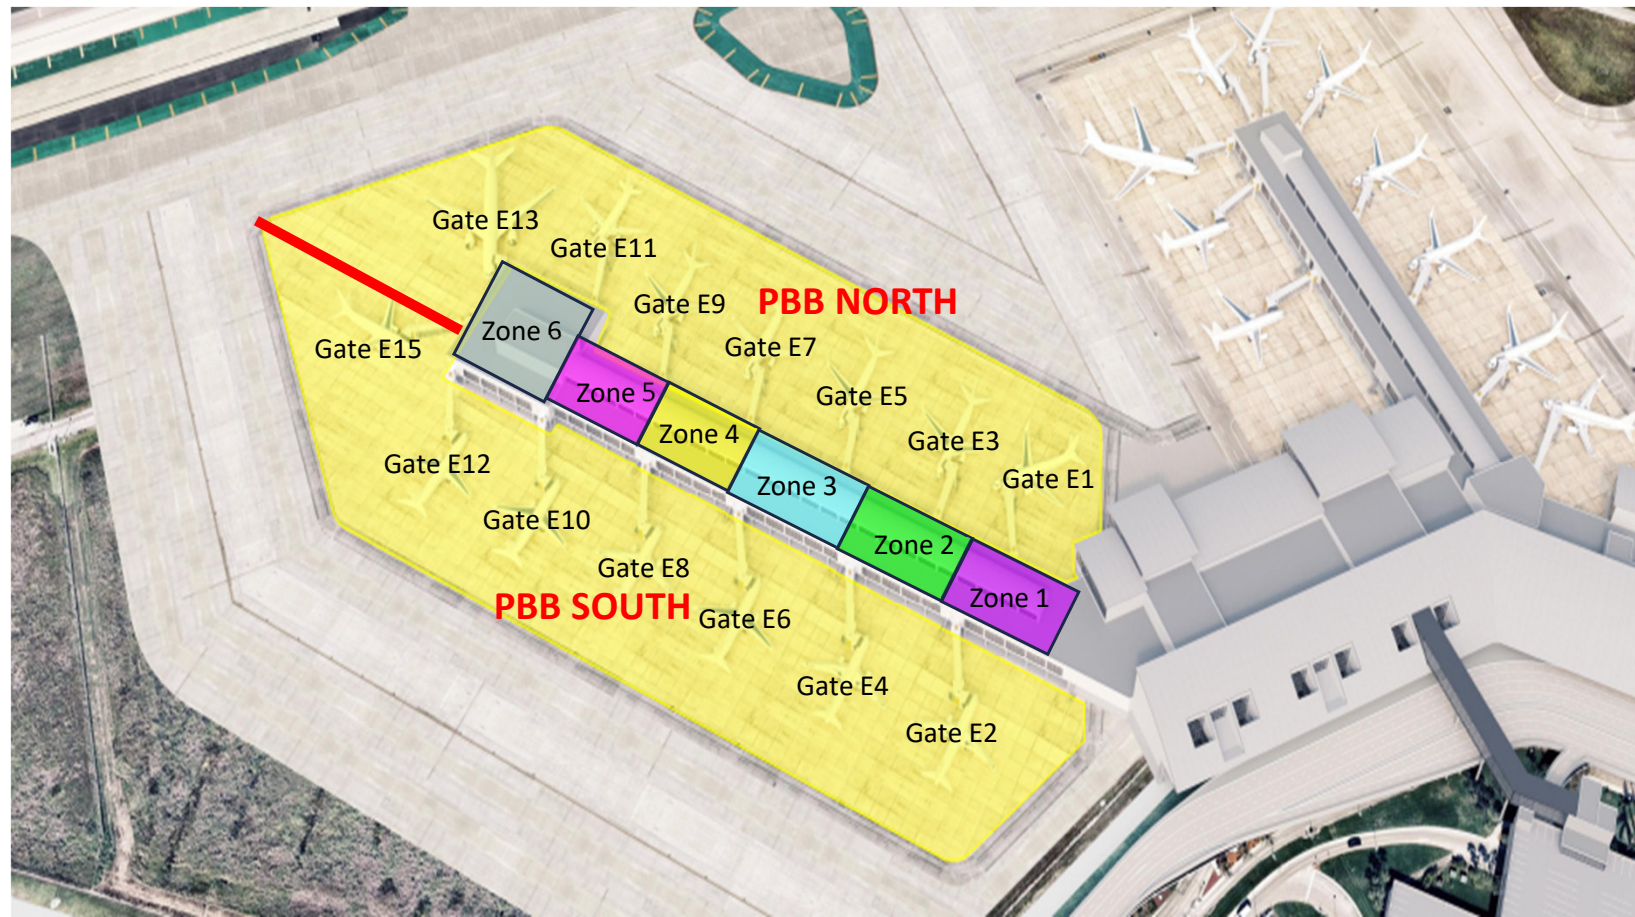 Gate E13
Gate E11
Gate E9
PBB NORTH
Zone 6
Gate E15
Gate E7
Zone 5
Gate E5
Zone 4
Gate E3
Gate E12
Gate E1
Zone 3
Gate E10
Zone 2
Gate E8
PBB SOUTH
Zone 1
Gate E6
Gate E4
Gate E2